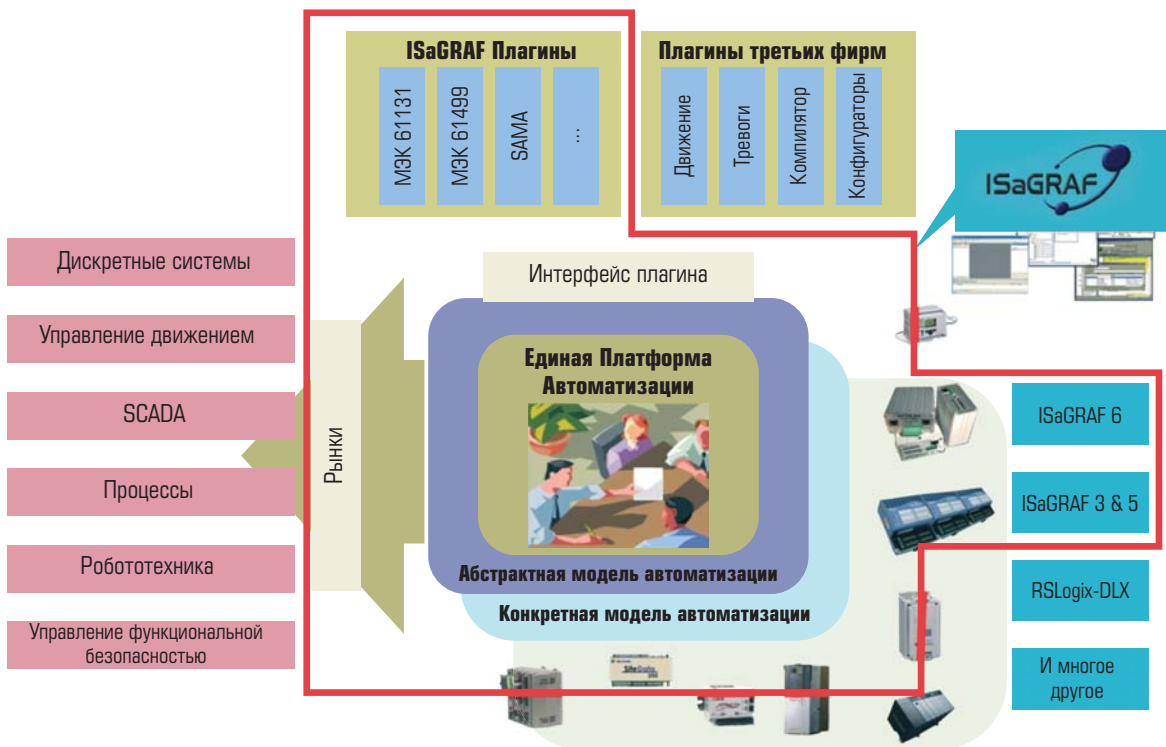 ISaGRAF Плагины
МЭК 61131
МЭК 61499
SAMA
...
Плагины третьих фирм
Движение
Тревоги
Компилятор
Конфигураторы
ISaGRAF
Дискретные системы
Управление движением
SCADA
Процессы
Робототехника
Управление функциональной
безопасностью
Рынки
Интерфейс плагина
Единая Платформа
Автоматизации
Абстрактная модель автоматизации
Конкретная модель автоматизации
ISaGRAF 6
ISaGRAF 3 & 5
RSLogix-DLX
И многое
другое